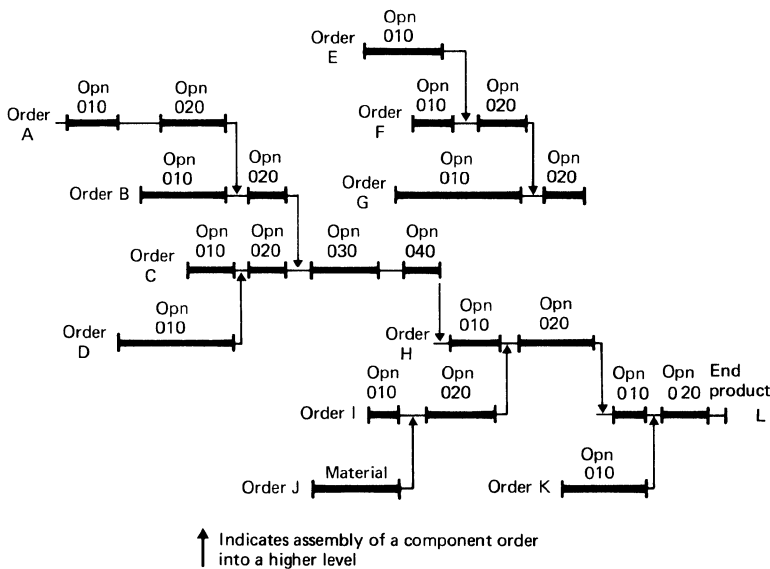 Opn
010
Order
E
Opn
010
Opn
020
Order
A
Opn
010
Opn
020
Order
F
Opn
010
Opn
020
Order B
Opn
010
Opn
020
Order
G
Opn
010
Opn
020
Opn
030
Opn
040
Order
C
Opn
010
Order
D
Opn
010
Opn
020
Order
H
Opn
010
Opn
020
Order I
Opn
010
Opn
020
End
product
L
Material
Order J
Opn
010
Order K
Indicates assembly of a component order
into a higher level